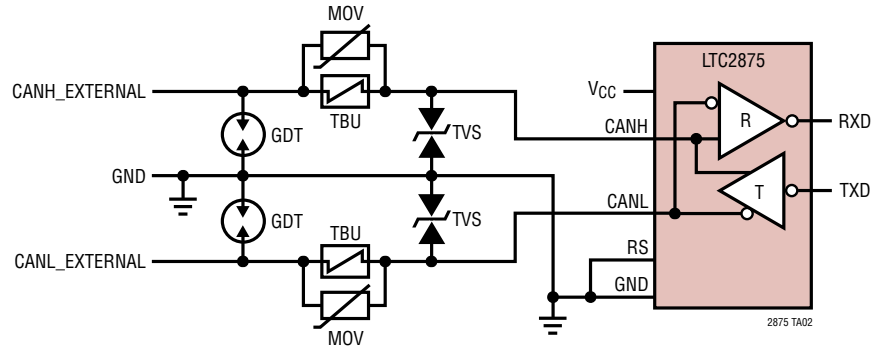 MOV
LTC2875
CANH_EXTERNAL
VCC
TBU
R
RXD
GDT
TVS
CANH
GND
T
TXD
CANL
GDT
TBU
TVS
RS
CANL_EXTERNAL
GND
MOV
2875 TA02